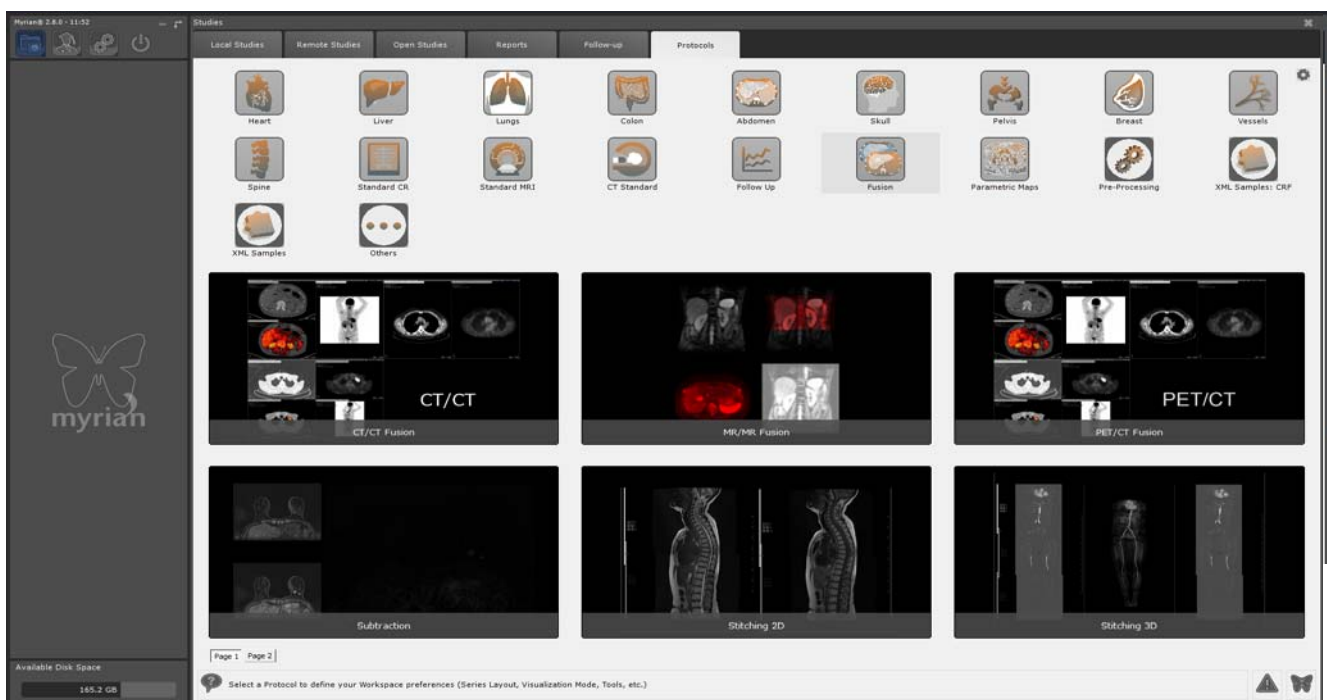 Myrian® 2.8.0 - 11:52
Studies
Local Studies Remote Studies Open Studies Reports Follow-up Protocols
Heart Liver Lungs Colon Abdomen Skull Pelvis Breast Vessels
Spine Standard CR Standard MRI CT Standard Follow Up Fusion Parametric Maps Pre-Processing XML Samples: CRF
XML Samples Others
myrian
CT/CT
PET/CT
CT/CT Fusion MR/MR Fusion PET/CT Fusion
Subtraction Stitching 2D Stitching 3D
Page 1 Page 2
Available Disk Space
165.2 GB
Select a Protocol to define your Workspace preferences (Series Layout, Visualization Mode, Tools, etc.)